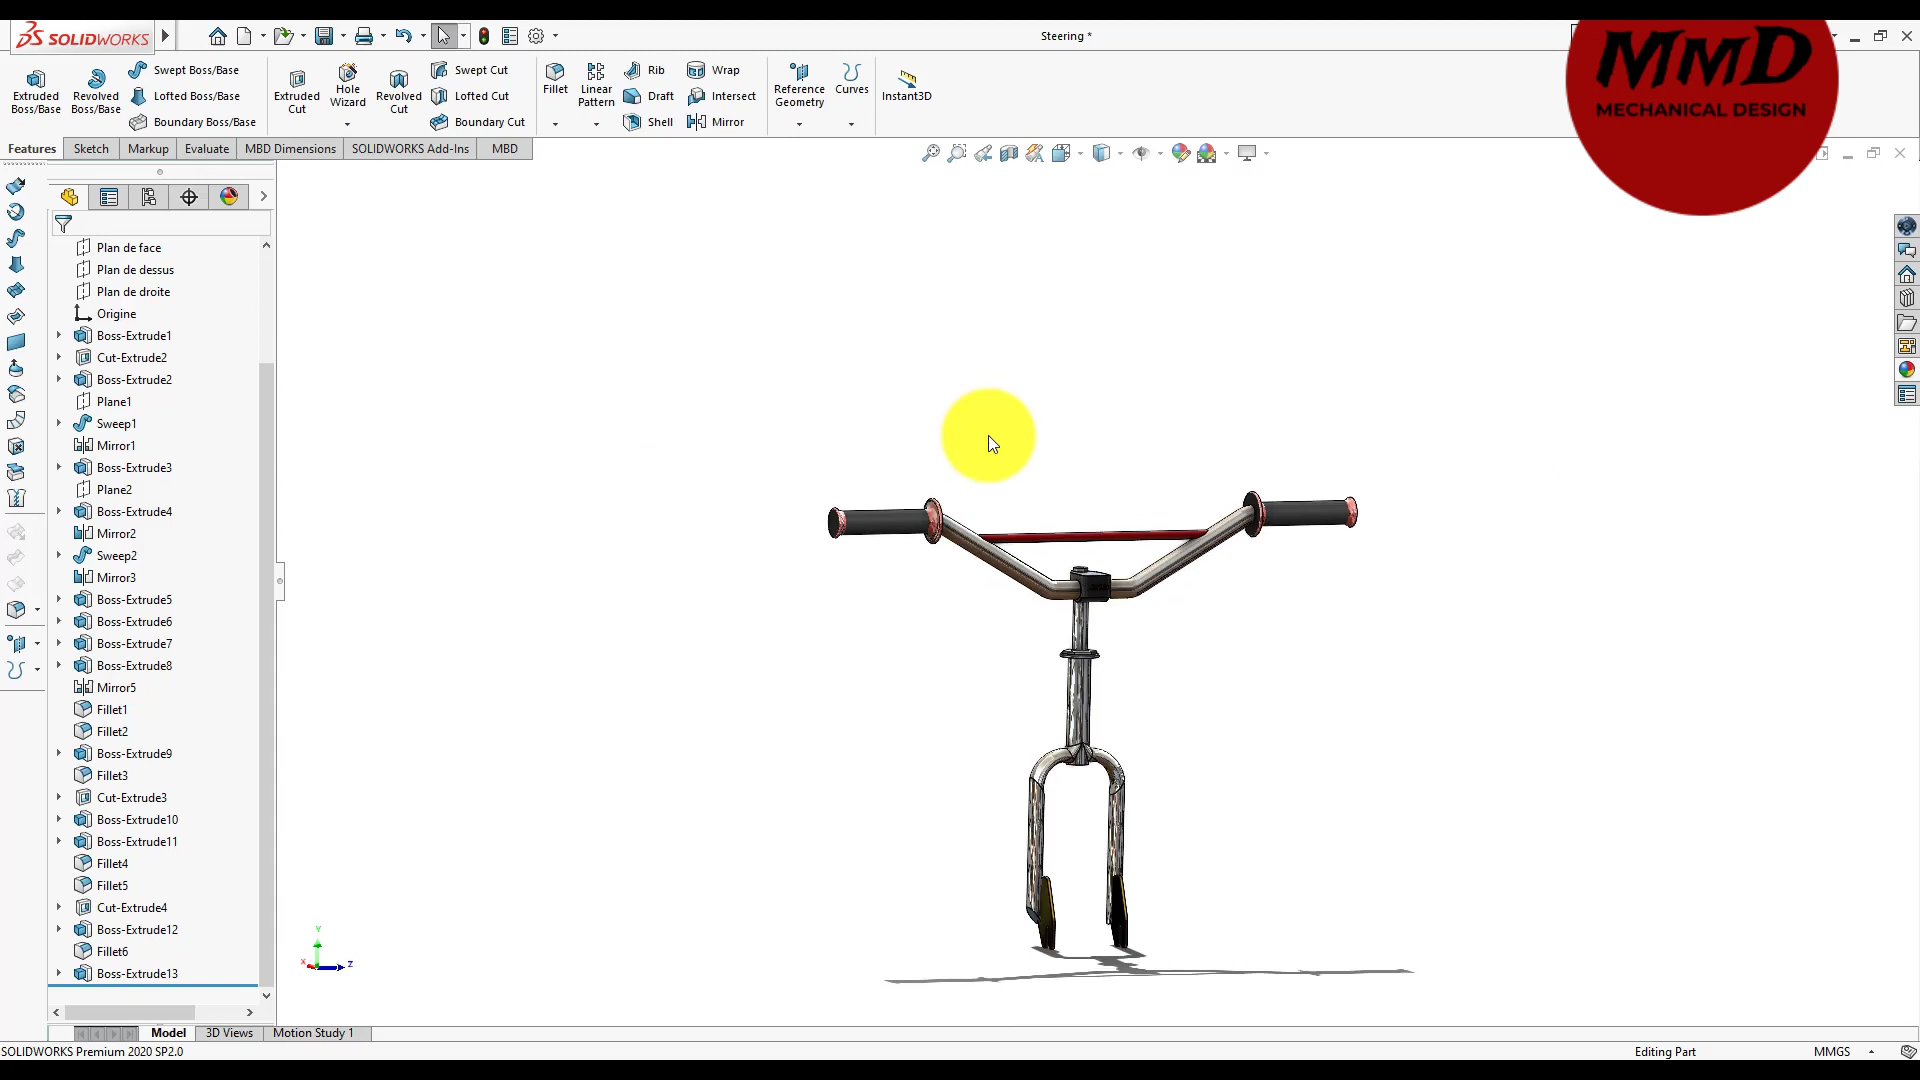 SOLIDWORKS
Steering *
MMD
MECHANICAL DESIGN
Extruded
Boss/Base
Revolved
Boss/Base
Swept Boss/Base
Lofted Boss/Base
Boundary Boss/Base
Extruded
Cut
Hole
Wizard
Revolved
Cut
Swept Cut
Lofted Cut
Boundary Cut
Fillet
Linear
Pattern
Rib
Draft
Shell
Wrap
Intersect
Mirror
Reference
Geometry
Curves
Instant3D
Features
Sketch
Markup
Evaluate
MBD Dimensions
SOLIDWORKS Add-Ins
MBD
Plan de face
Plan de dessus
Plan de droite
Origine
Boss-Extrude1
Cut-Extrude2
Boss-Extrude2
Plane1
Sweep1
Mirror1
Boss-Extrude3
Plane2
Boss-Extrude4
Mirror2
Sweep2
Mirror3
Boss-Extrude5
Boss-Extrude6
Boss-Extrude7
Boss-Extrude8
Mirror5
Fillet1
Fillet2
Boss-Extrude9
Fillet3
Cut-Extrude3
Boss-Extrude10
Boss-Extrude11
Fillet4
Fillet5
Cut-Extrude4
Boss-Extrude12
Fillet6
Boss-Extrude13
Y
X
Z
Model
3D Views
Motion Study 1
SOLIDWORKS Premium 2020 SP2.0
Editing Part
MMGS